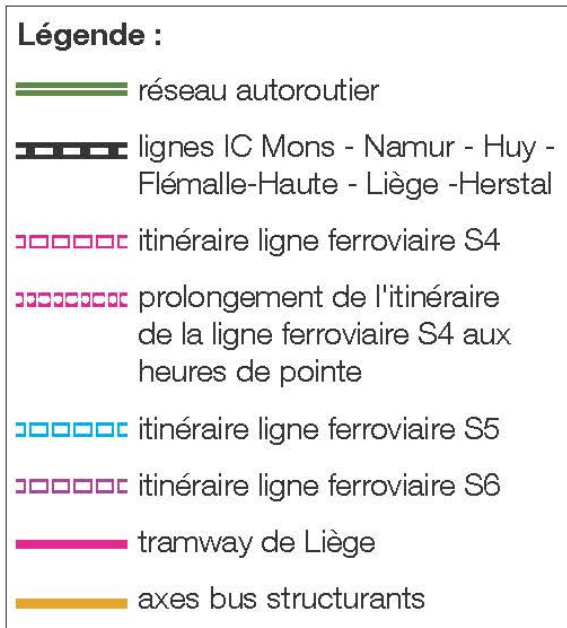 Légende :
réseau autoroutier
lignes IC Mons - Namur - Huy -
Flémalle-Haute - Liège -Herstal
itinéraire ligne ferroviaire S4
prolongement de l'itinéraire
de la ligne ferroviaire S4 aux
heures de pointe
itinéraire ligne ferroviaire S5
itinéraire ligne ferroviaire S6
tramway de Liège
axes bus structurants